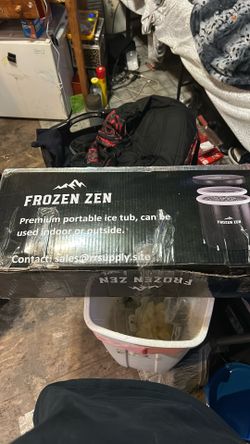 FROZEN ZEN
Premium portable ice tub, can be
used indoor or outside.
Contact: sales@rrsupply.site
FROZEN ZEN